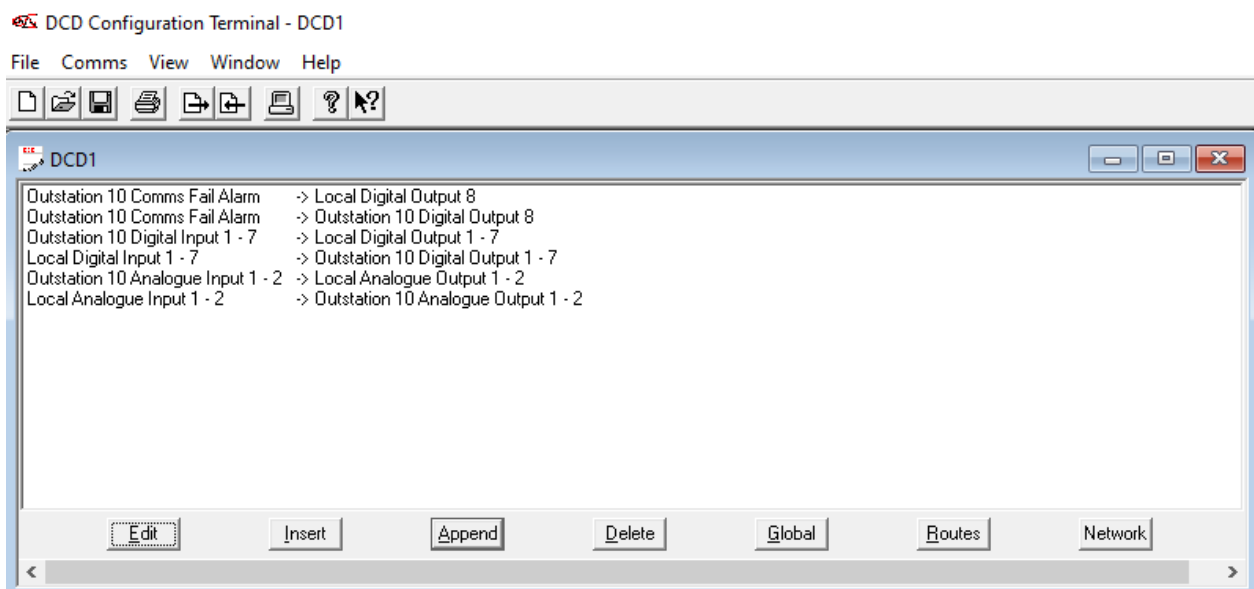 DCD Configuration Terminal - DCD1
File Comms View Window Help
DCD1
Outstation 10 Comms Fail Alarm -> Local Digital Output 8
Outstation 10 Comms Fail Alarm -> Outstation 10 Digital Output 8
Outstation 10 Digital Input 1 - 7 -> Local Digital Output 1 - 7
Local Digital Input 1 - 7 -> Outstation 10 Digital Output 1 - 7
Outstation 10 Analogue Input 1 - 2 -> Local Analogue Output 1 - 2
Local Analogue Input 1 - 2 -> Outstation 10 Analogue Output 1 - 2
Edit Insert Append Delete Global Routes Network